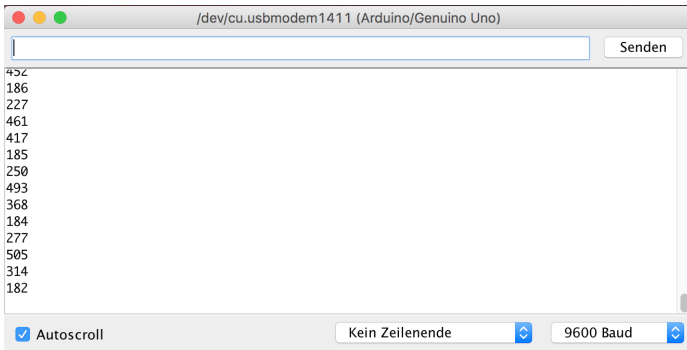 /dev/cu.usbmodem1411 (Arduino/Genuino Uno)
Senden
452
186
227
461
417
185
250
493
368
184
277
505
314
182
Autoscroll
Kein Zeilenende
9600 Baud